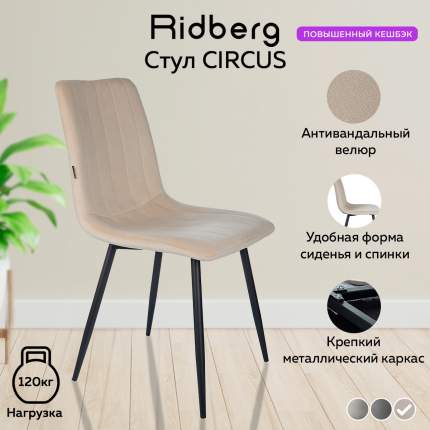 Ridberg
ПОВЫШЕННЫЙ КЕШБЭК
Стул CIRCUS
Антивандальный
велюр
Удобная форма
сиденья и спинки
Крепкий
металлический каркас
120кг
Нагрузка